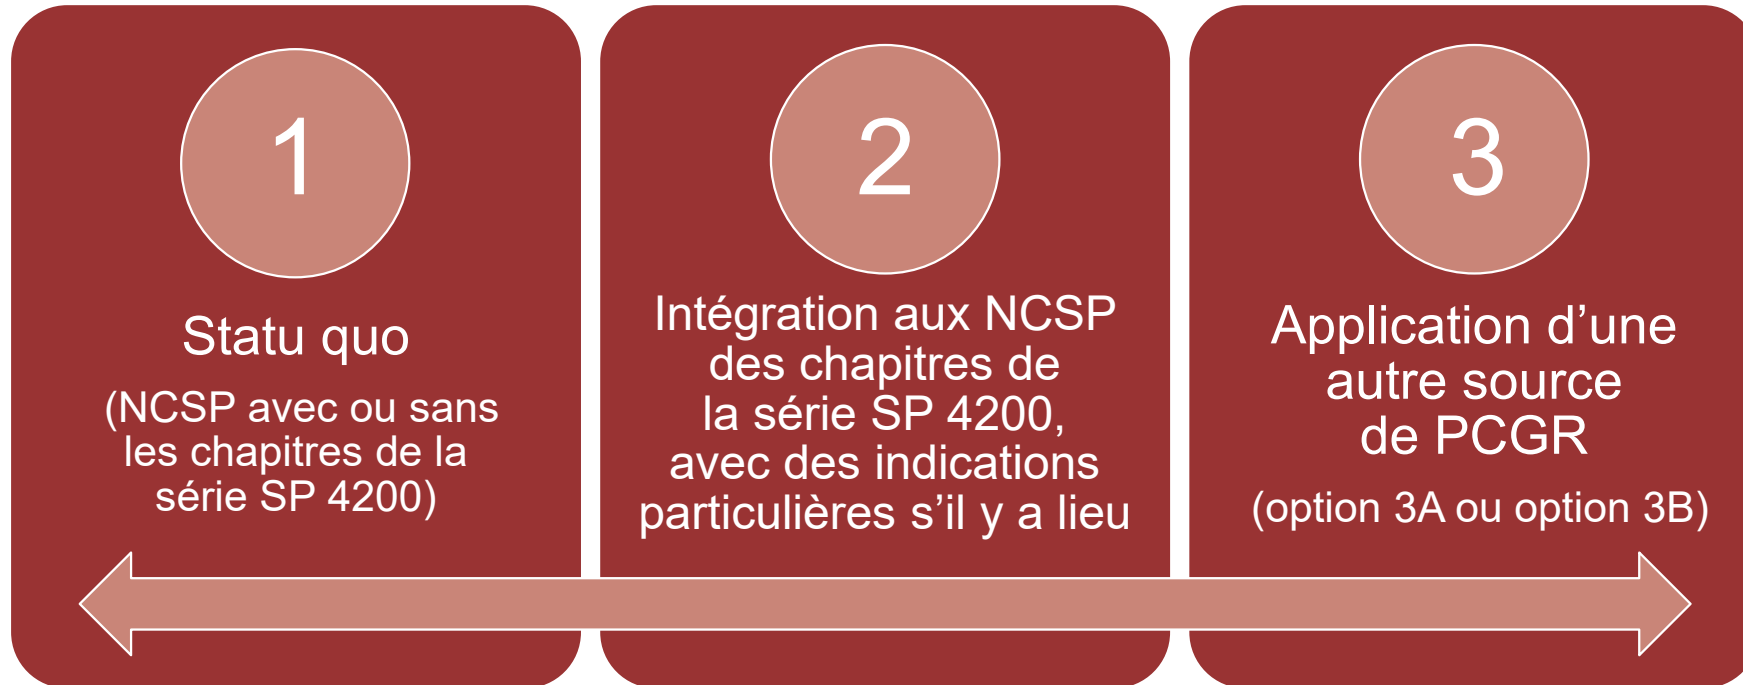 1
Statu quo
(NCSP avec ou sans
les chapitres de la
série SP 4200)
2
Intégration aux NCSP
des chapitres de
la série SP 4200,
avec des indications
particulières s’il y a lieu
3
Application d’une
autre source
de PCGR
(option 3A ou option 3B)